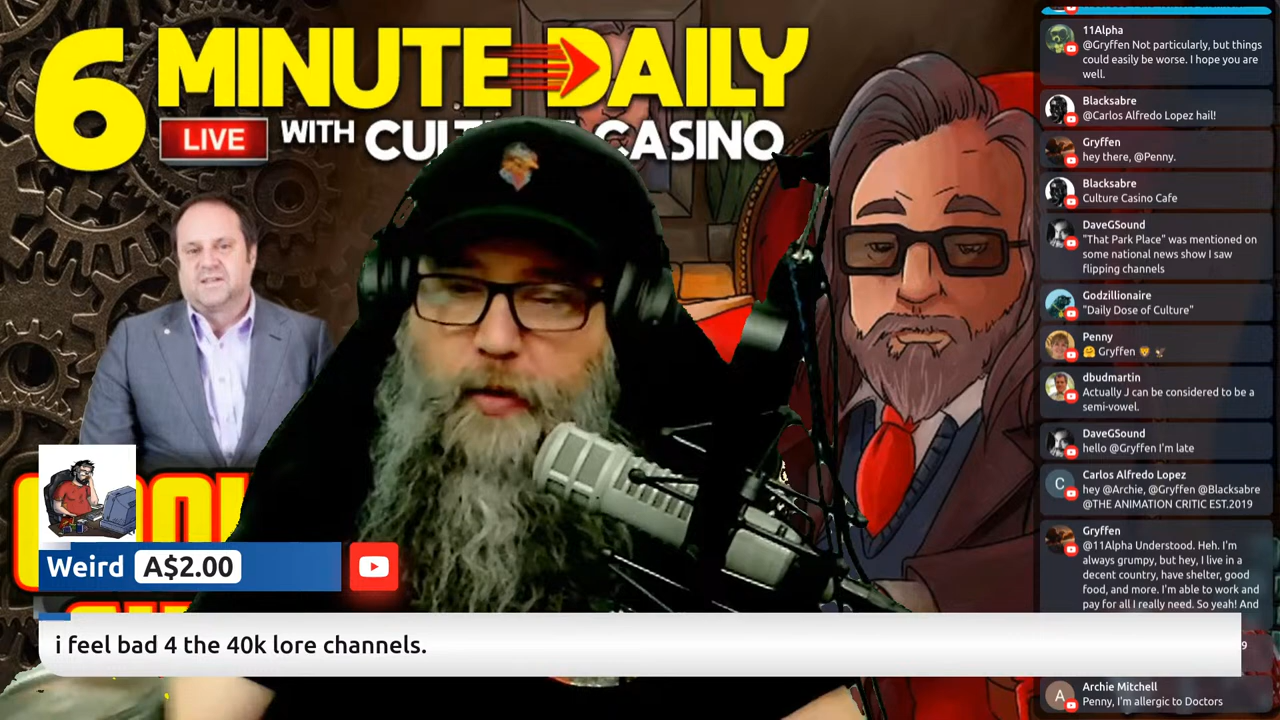 6 MINUTE DAILY
LIVE WITH CASINO
Weird A$2.00
i feel bad 4 the 40k lore channels.
11Alpha
@Gryffen Not particularly, but things
could easily be worse. I hope you are
well.
Blacksabre
@Carlos Alfredo Lopez hail!
Gryffen
hey there, @Penny.
Blacksabre
Culture Casino Cafe
DaveGSound
"That Park Place" was mentioned on
some national news show I saw
flipping channels
Godzillionaire
"Daily Dose of Culture"
Penny
🤗 Gryffen 🦁 🦅
dbudmartin
Actually J can be considered to be a
semi-vowel.
DaveGSound
hello @Gryffen I'm late
C
Carlos Alfredo Lopez
hey @Archie, @Gryffen @Blacksabre
@THE ANIMATION CRITIC EST.2019
Gryffen
@11Alpha Understood. Heh. I'm
always grumpy, but hey, I live in a
decent country, have shelter, good
food, and more. I'm able to work and
pay for all I really need. So yeah! And
9
A
Archie Mitchell
Penny, I'm allergic to Doctors